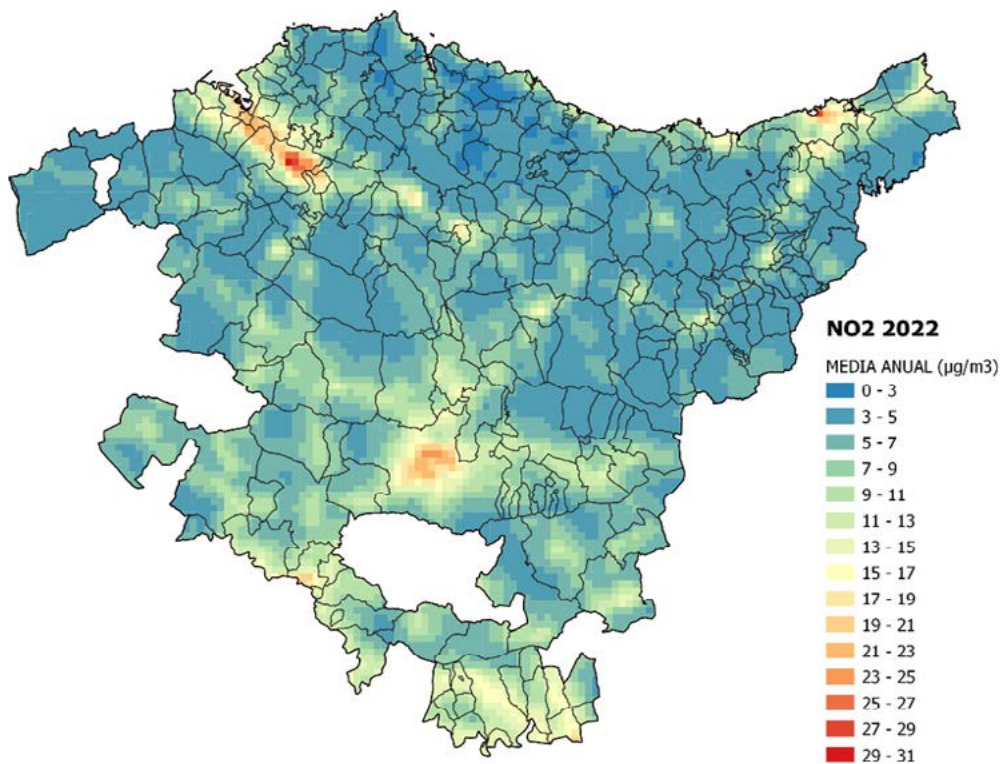 NO2 2022
MEDIA ANUAL (µg/m3)
0 - 3
3 - 5
5 - 7
7 - 9
9 - 11
11 - 13
13 - 15
15 - 17
17 - 19
19 - 21
21 - 23
23 - 25
25 - 27
27 - 29
29 - 31